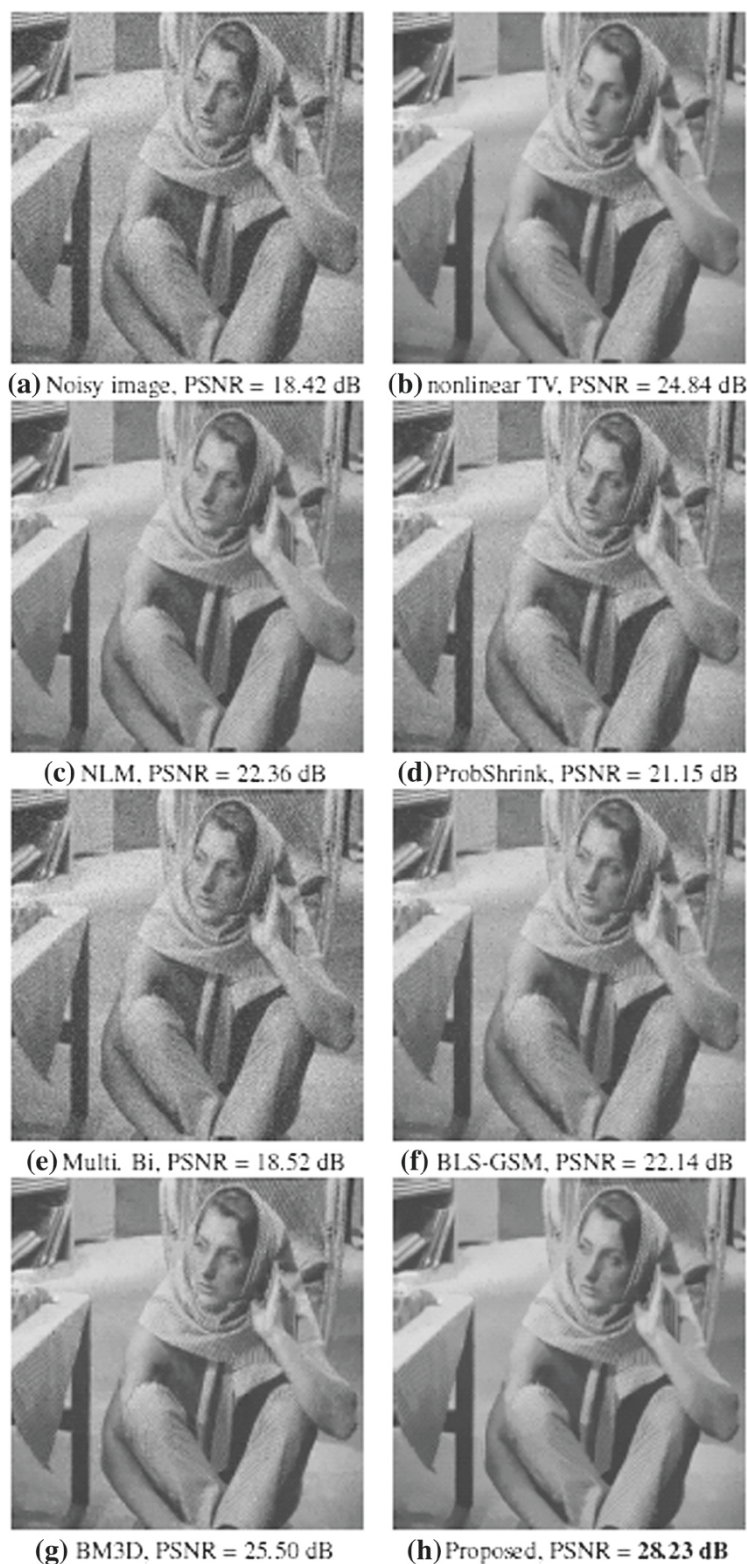 (a) Noisy image, PSNR = 18.42 dB
(b) nonlinear TV, PSNR = 24.84 dB
(c) NLM, PSNR = 22.36 dB
(d) ProbShrink, PSNR = 21.15 dB
(e) Multi. Bi, PSNR = 18.52 dB
(f) BLS-GSM, PSNR = 22.14 dB
(g) BM3D, PSNR = 25.50 dB
(h) Proposed, PSNR = 28.23 dB